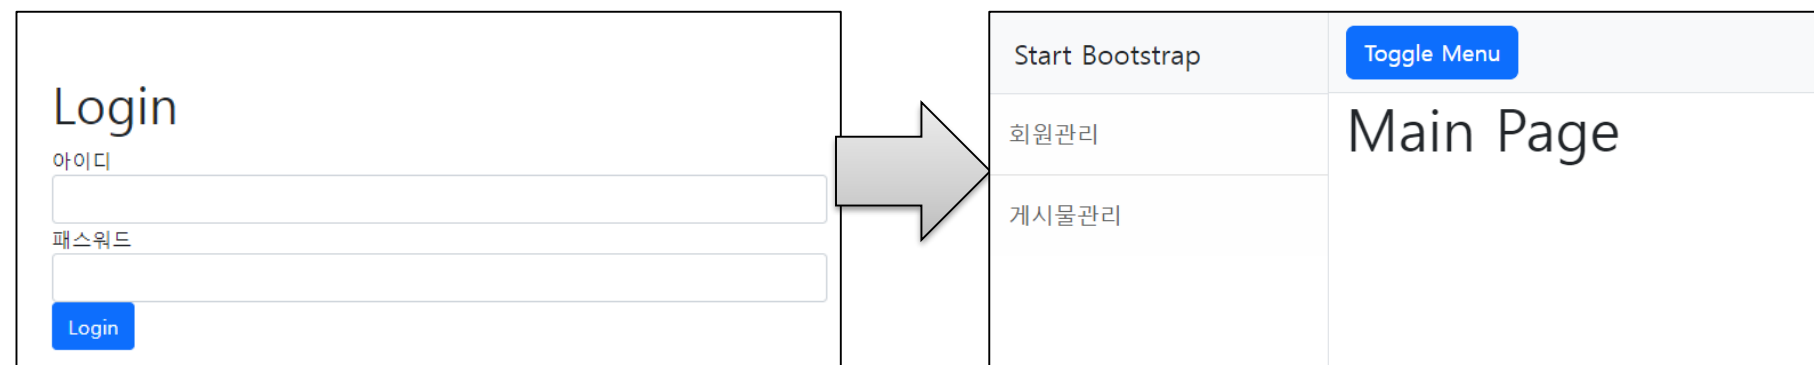 Login
아이디
패스워드
Login
Start Bootstrap
회원관리
게시물관리
Toggle Menu
Main Page